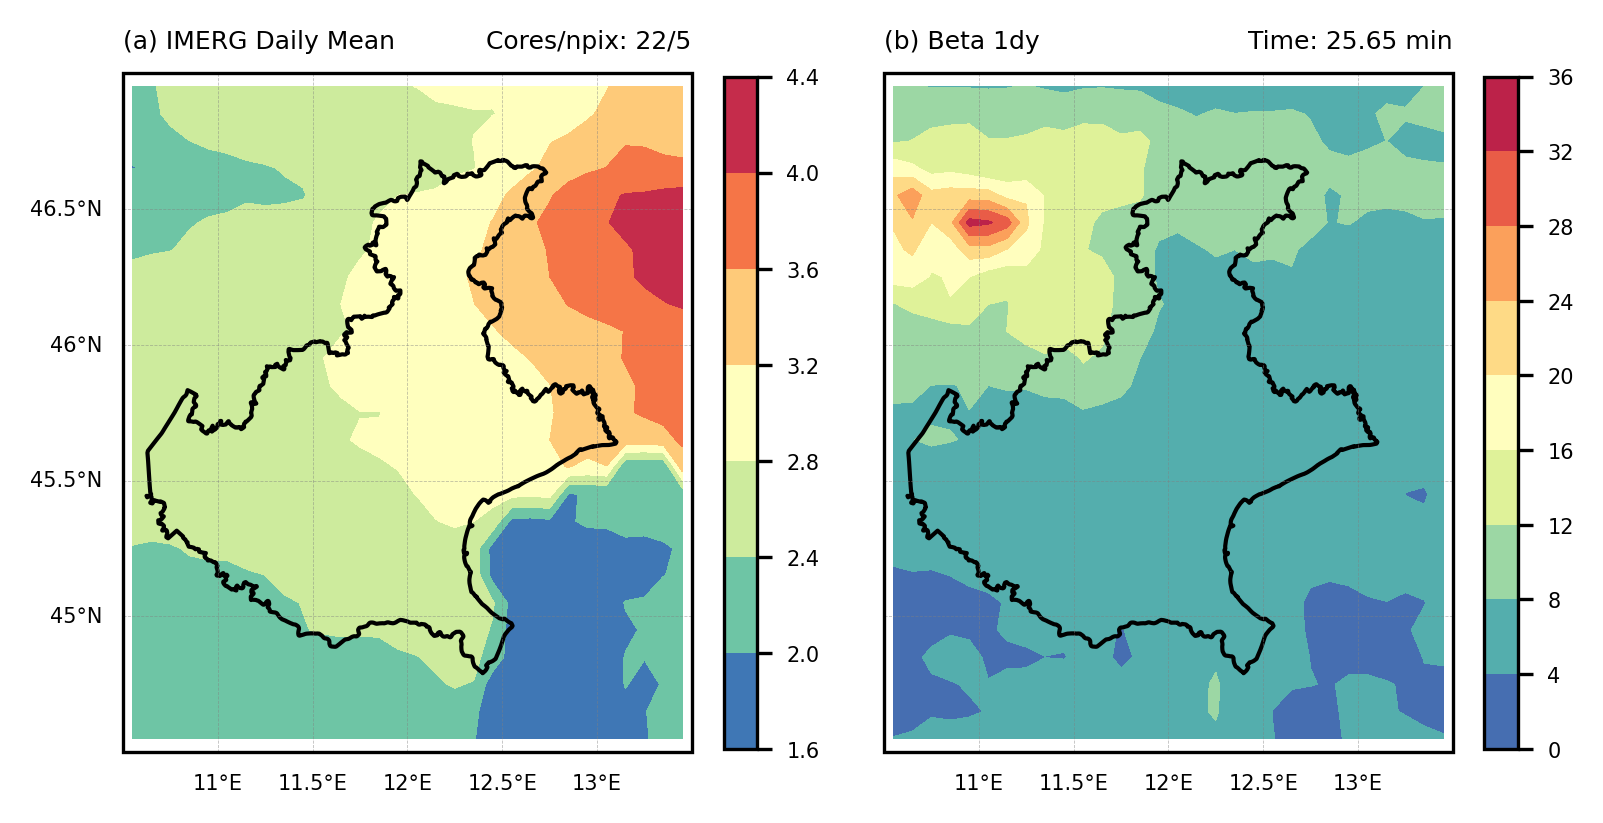 (a) IMERG Daily Mean Cores/npix: 22/5
(b) Beta 1dy Time: 25.65 min
46.5°N
46°N
45.5°N
45°N
11°E 11.5°E 12°E 12.5°E 13°E
4.4
4.0
3.6
3.2
2.8
2.4
2.0
1.6
11°E 11.5°E 12°E 12.5°E 13°E
36
32
28
24
20
16
12
8
4
0